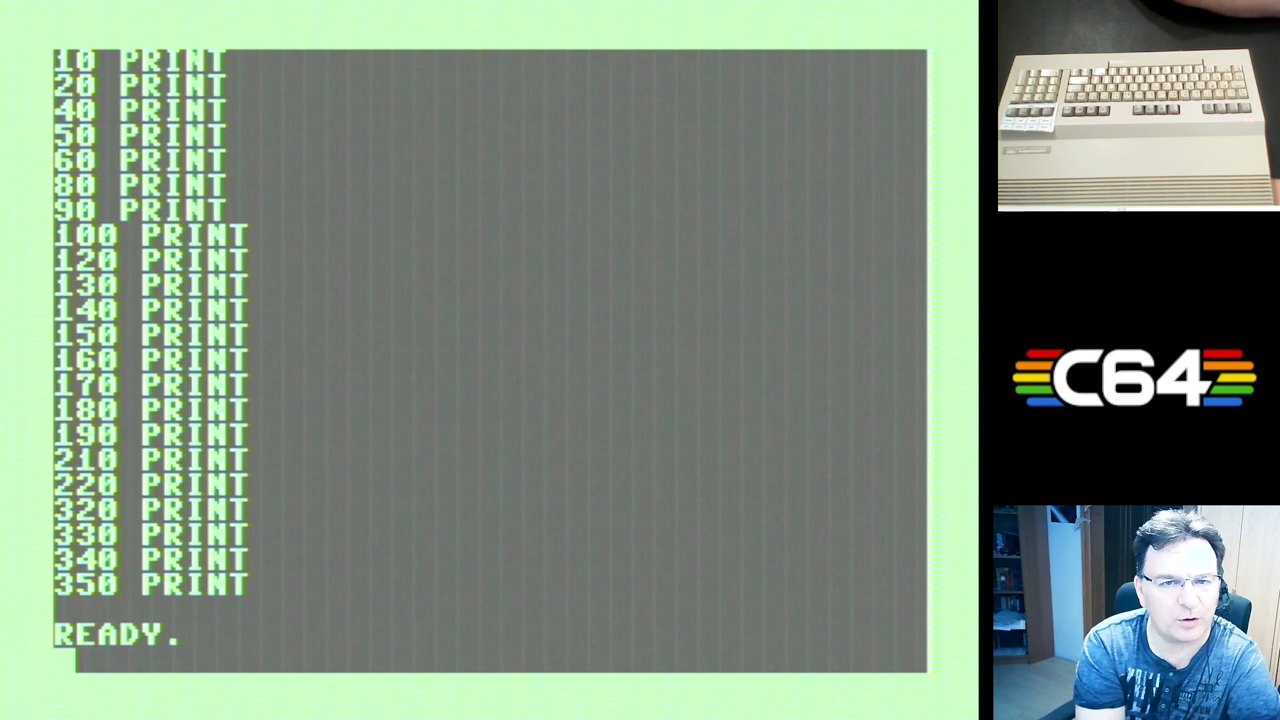 10 PRINT
20 PRINT
40 PRINT
50 PRINT
60 PRINT
80 PRINT
90 PRINT
100 PRINT
120 PRINT
130 PRINT
140 PRINT
150 PRINT
160 PRINT
170 PRINT
180 PRINT
190 PRINT
210 PRINT
220 PRINT
320 PRINT
330 PRINT
340 PRINT
350 PRINT
READY.
C64